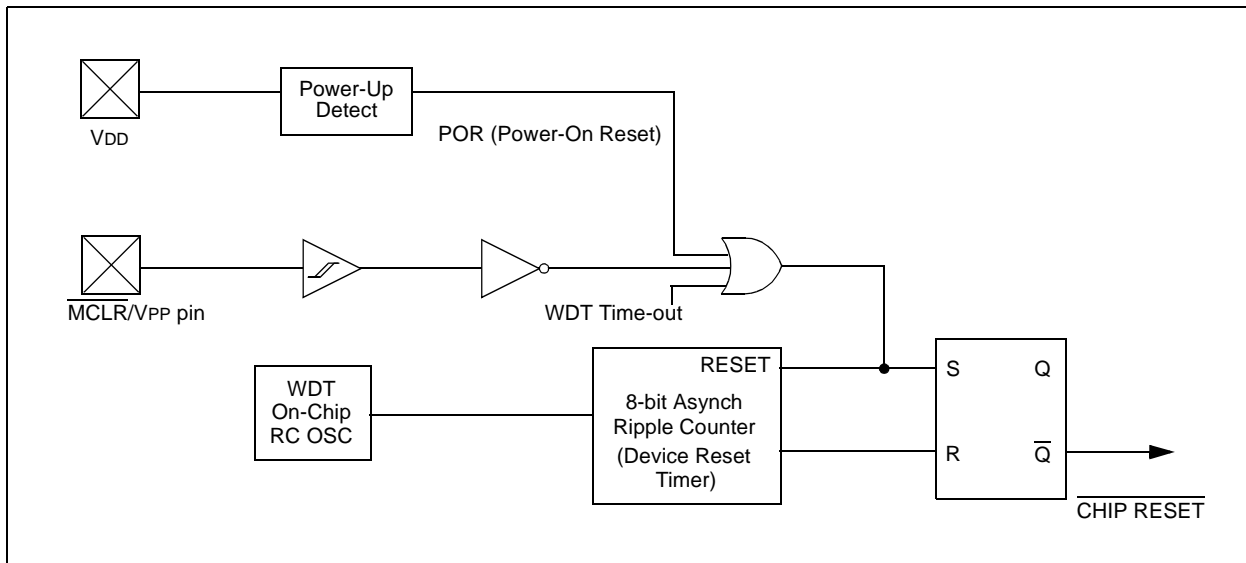 Power-Up
Detect
VDD
POR (Power-On Reset)
MCLR/VPP pin
WDT Time-out
RESET
8-bit Asynch
Ripple Counter
(Device Reset
Timer)
WDT
On-Chip
RC OSC
S Q
R Q
CHIP RESET